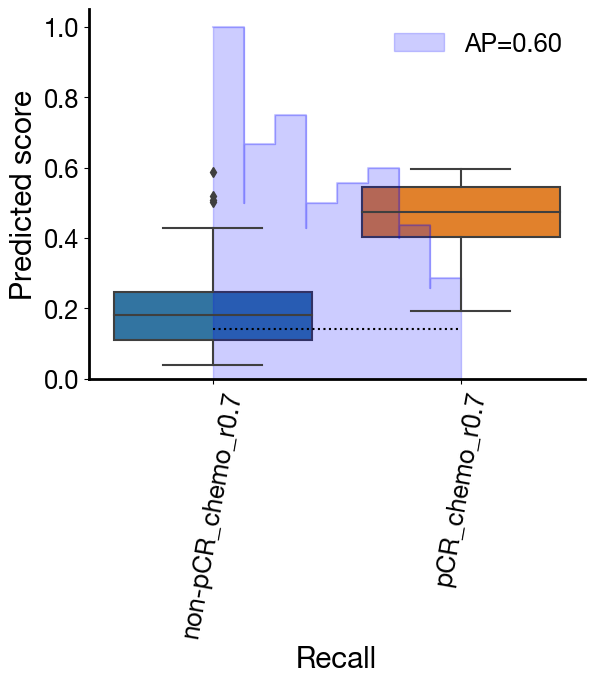 AP=0.60
Predicted score
1.0
0.8
0.6
0.4
0.2
0.0
non-pCR_chemo_r0.7
pCR_chemo_r0.7
Recall